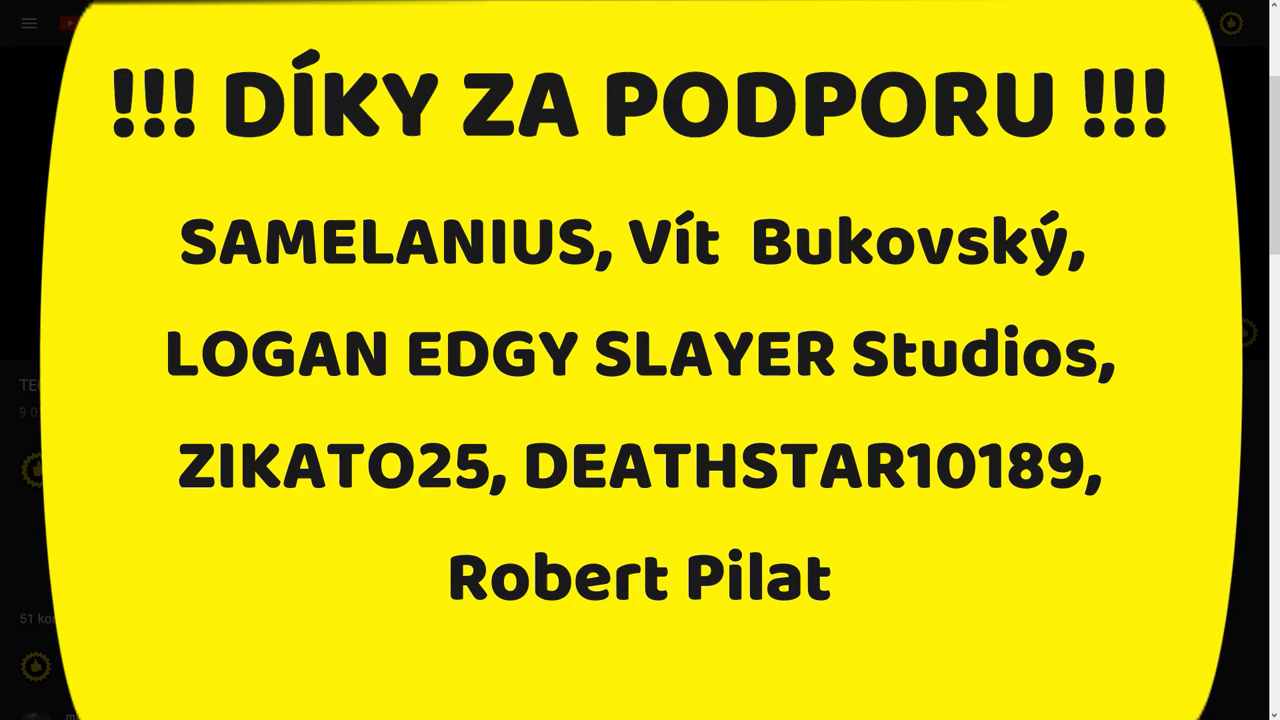 !!! DÍKY ZA PODPORU !!!
SAMELANIUS, Vít Bukovský,
LOGAN EDGY SLAYER Studios,
ZIKATO25, DEATHSTAR10189,
Robert Pilat